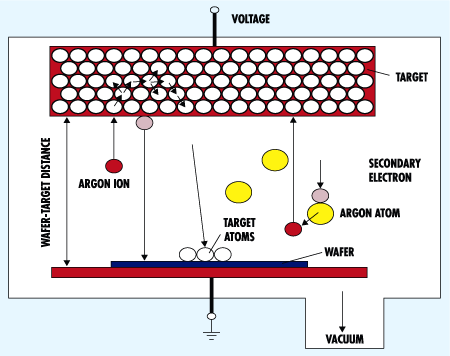 VOLTAGE
TARGET
WAFER-TARGET DISTANCE
ARGON ION
SECONDARY
ELECTRON
ARGON ATOM
TARGET
ATOMS
WAFER
VACUUM